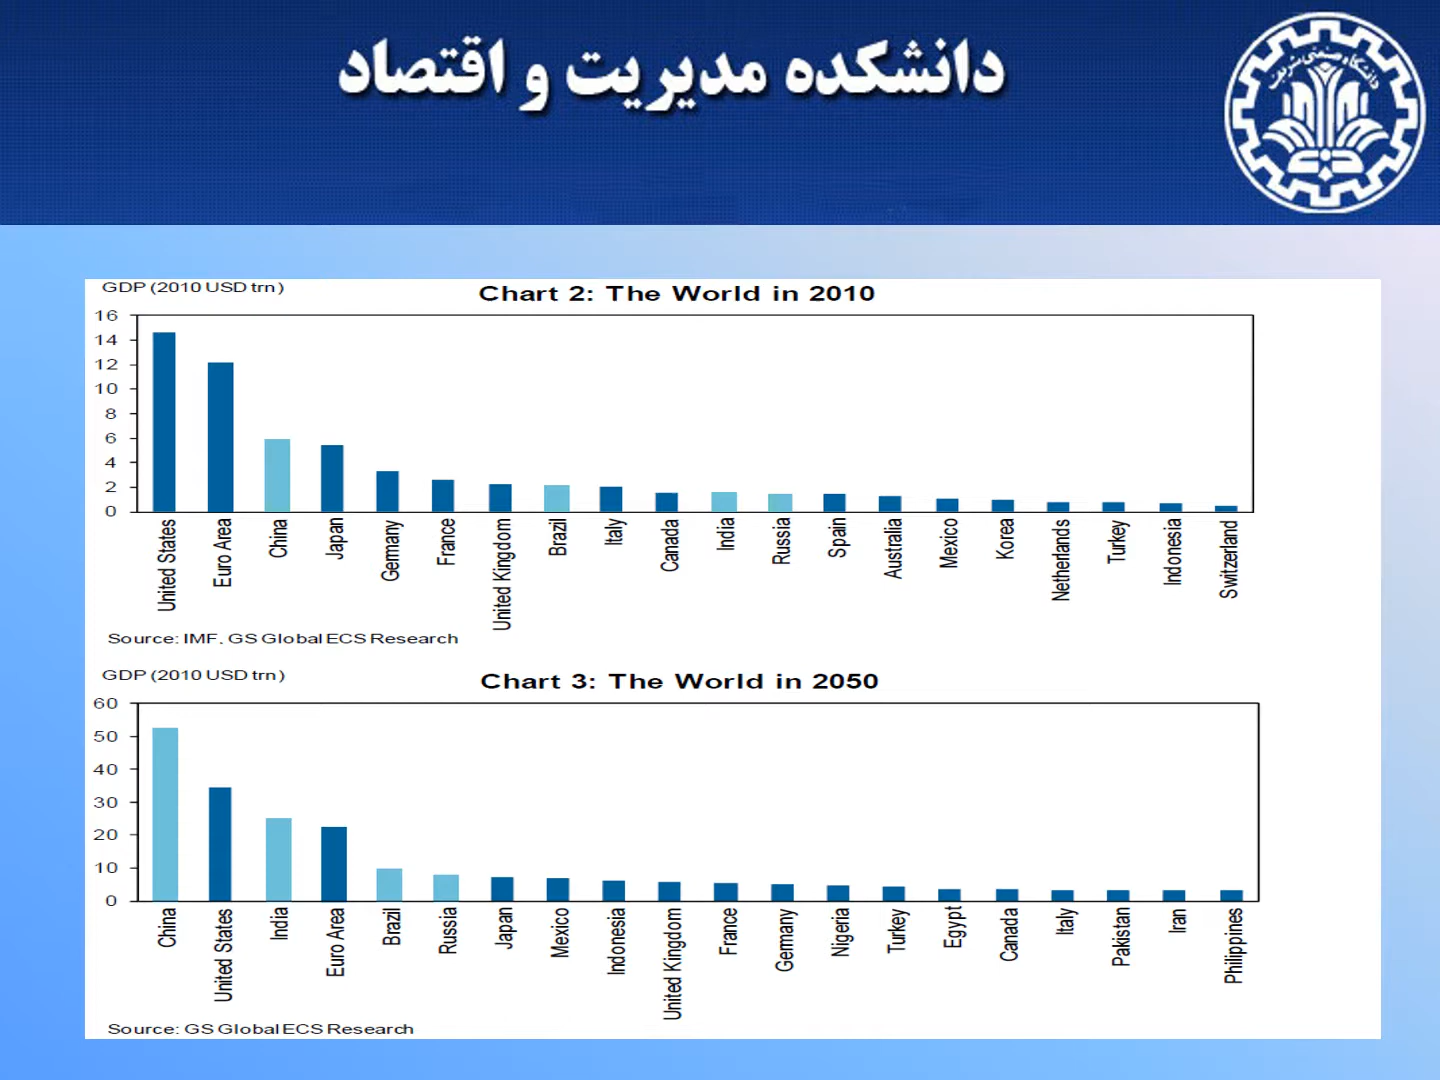 دانشکده مدیریت و اقتصاد
دانشگاه صنعتی شریف
GDP (2010 USD trn)
Chart 2: The World in 2010
16
14
12
10
8
6
4
2
0
United States
Euro Area
China
Japan
Germany
France
United Kingdom
Brazil
Italy
Canada
India
Russia
Spain
Australia
Mexico
Korea
Netherlands
Turkey
Indonesia
Switzerland
Source: IMF. GS Global ECS Research
GDP (2010 USD trn)
Chart 3: The World in 2050
60
50
40
30
20
10
0
China
United States
India
Euro Area
Brazil
Russia
Japan
Mexico
Indonesia
United Kingdom
France
Germany
Nigeria
Turkey
Egypt
Canada
Italy
Pakistan
Iran
Philippines
Source: GS Global ECS Research